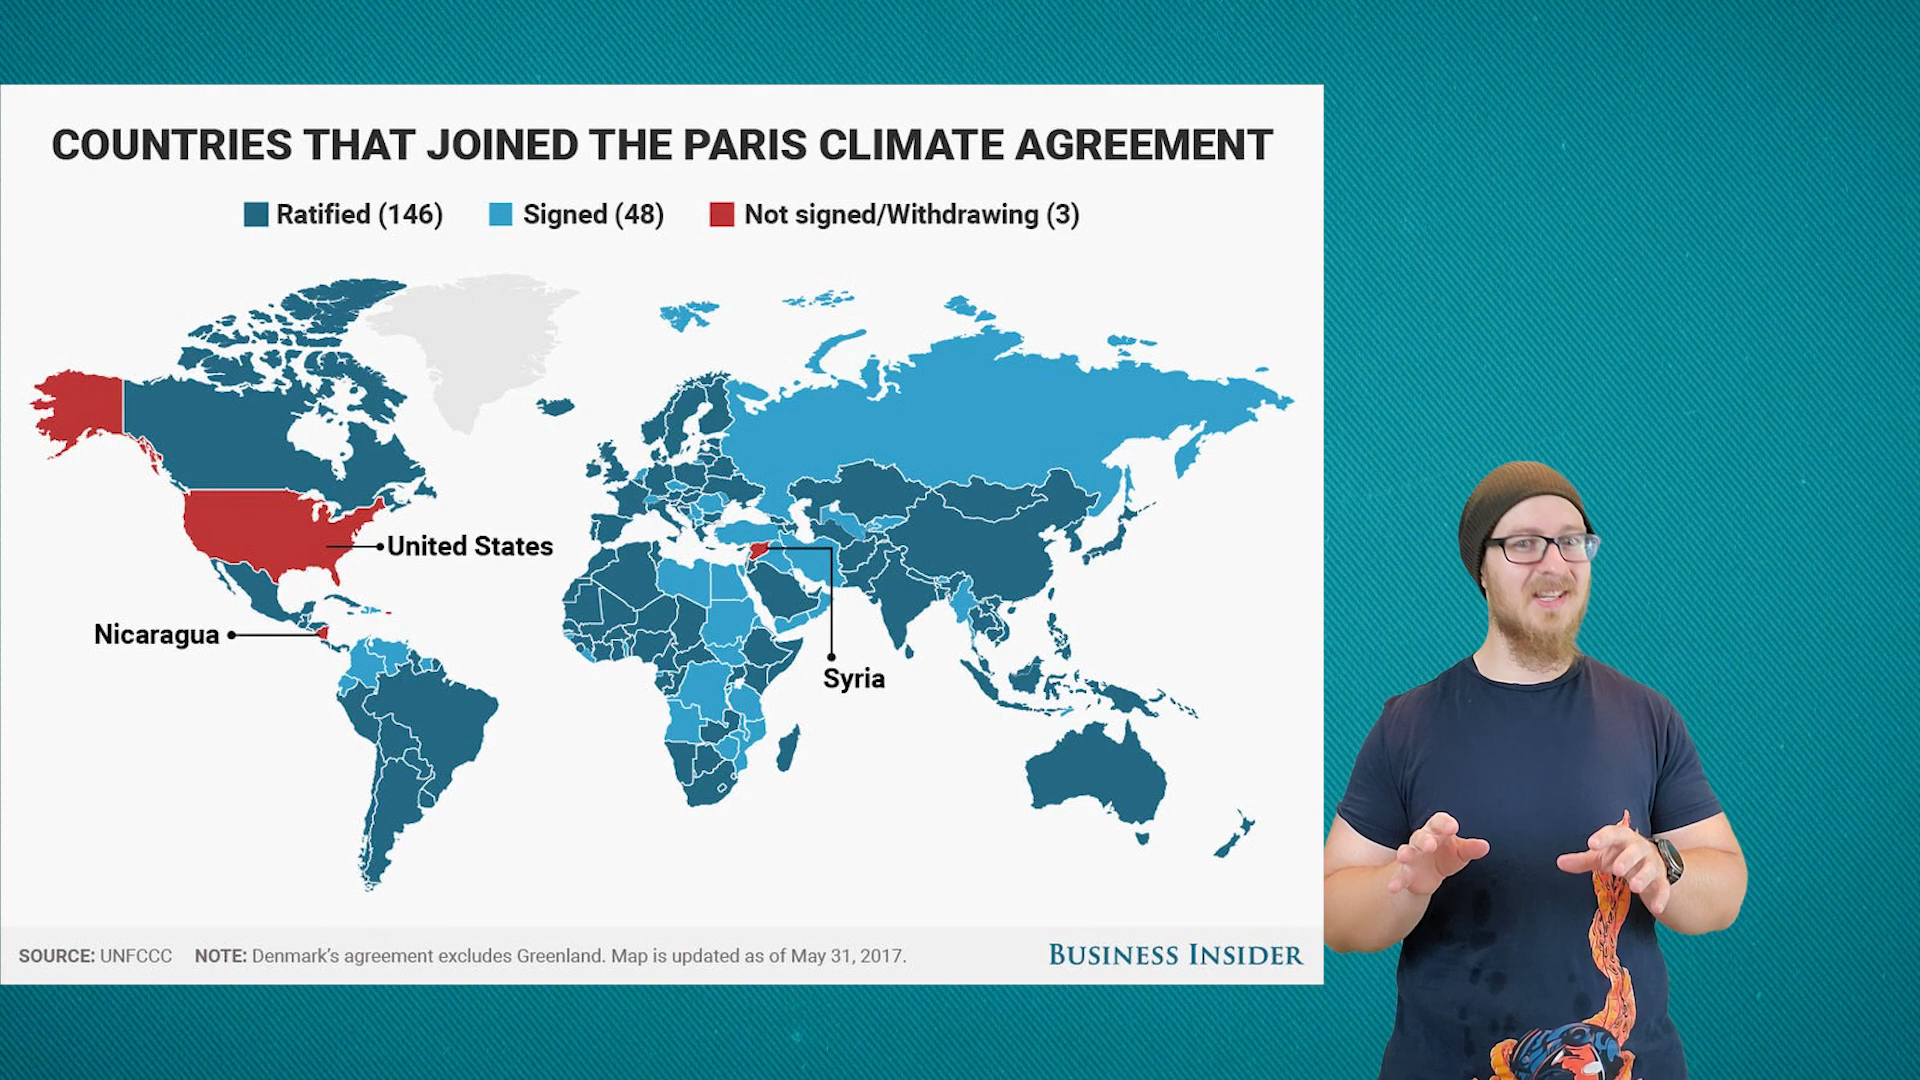 COUNTRIES THAT JOINED THE PARIS CLIMATE AGREEMENT
Ratified (146) Signed (48) Not signed/Withdrawing (3)
United States
Nicaragua
Syria
SOURCE: UNFCCC NOTE: Denmark's agreement excludes Greenland. Map is updated as of May 31, 2017.
BUSINESS INSIDER